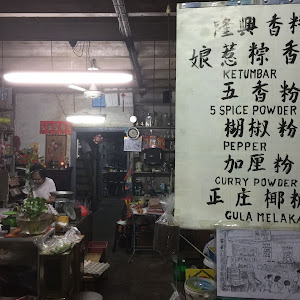 隆興香料
娘惹粽香
KETUMBAR
五香粉
5 SPICE POWDER
椒粉
PEPPER
加厘粉
CURRY POWDER
正庄椰糖
GULA MELAKA